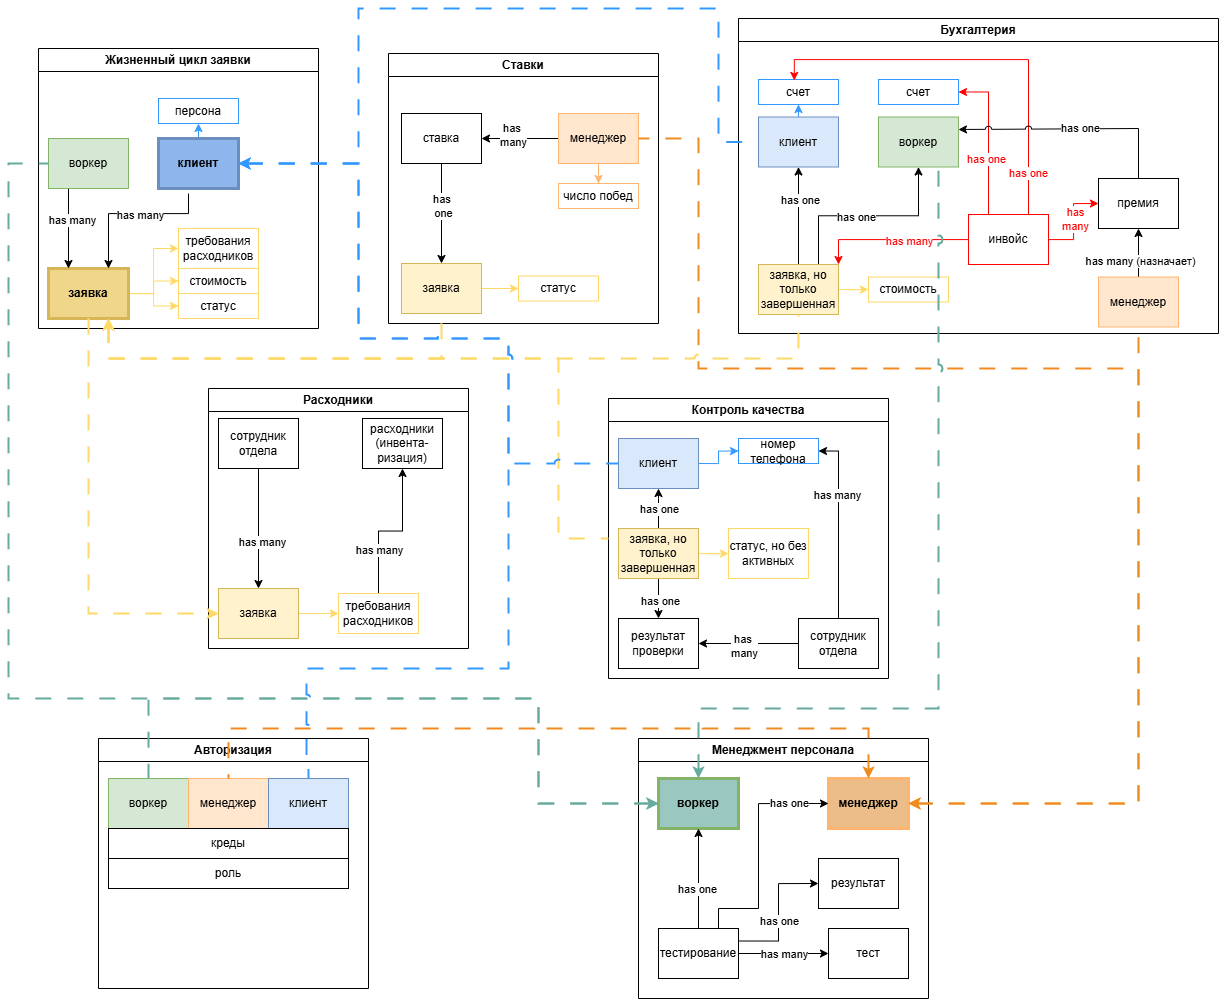 Жизненный цикл заявки
персона
воркер
клиент
has many
has many
заявка
требования
расходников
стоимость
статус
Ставки
ставка
has
many
менеджер
число побед
has
one
заявка
статус
Бухгалтерия
счет
счет
клиент
воркер
has one
has one
has one
премия
has one
has one
has
many
инвойс
has many
has many (назначает)
заявка, но
только
завершенная
стоимость
менеджер
Расходники
сотрудник
отдела
расходники
(инвента-
ризация)
has many
has many
заявка
требования
расходников
Контроль качества
клиент
номер
телефона
has one
has many
заявка, но
только
завершенная
статус, но без
активных
has one
результат
проверки
has
many
сотрудник
отдела
Авторизация
воркер
менеджер
клиент
креды
роль
Менеджмент персонала
воркер
has one
менеджер
has one
результат
has one
тестирование
has many
тест